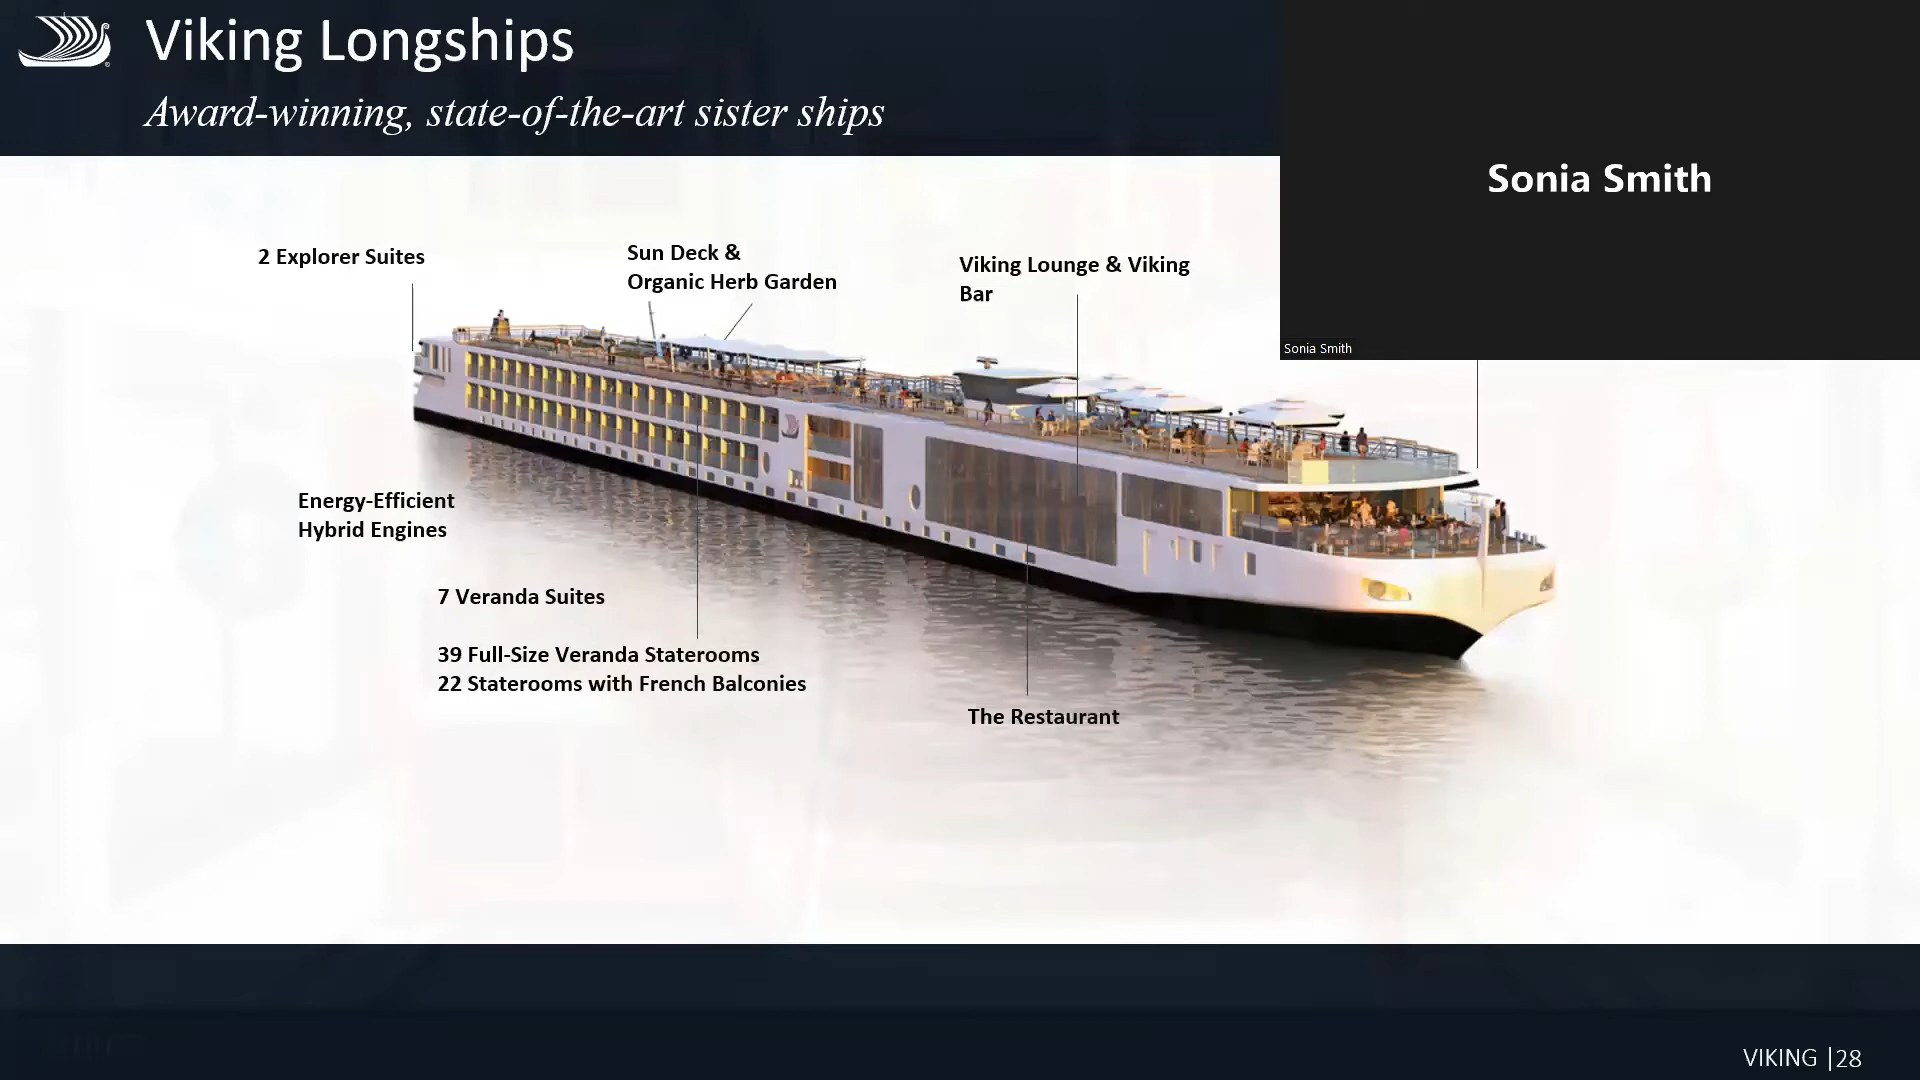 Viking Longships
Award-winning, state-of-the-art sister ships
Sonia Smith
Sonia Smith
2 Explorer Suites
Sun Deck &
Organic Herb Garden
Viking Lounge & Viking
Bar
Energy-Efficient
Hybrid Engines
7 Veranda Suites
39 Full-Size Veranda Staterooms
22 Staterooms with French Balconies
The Restaurant
VIKING |28